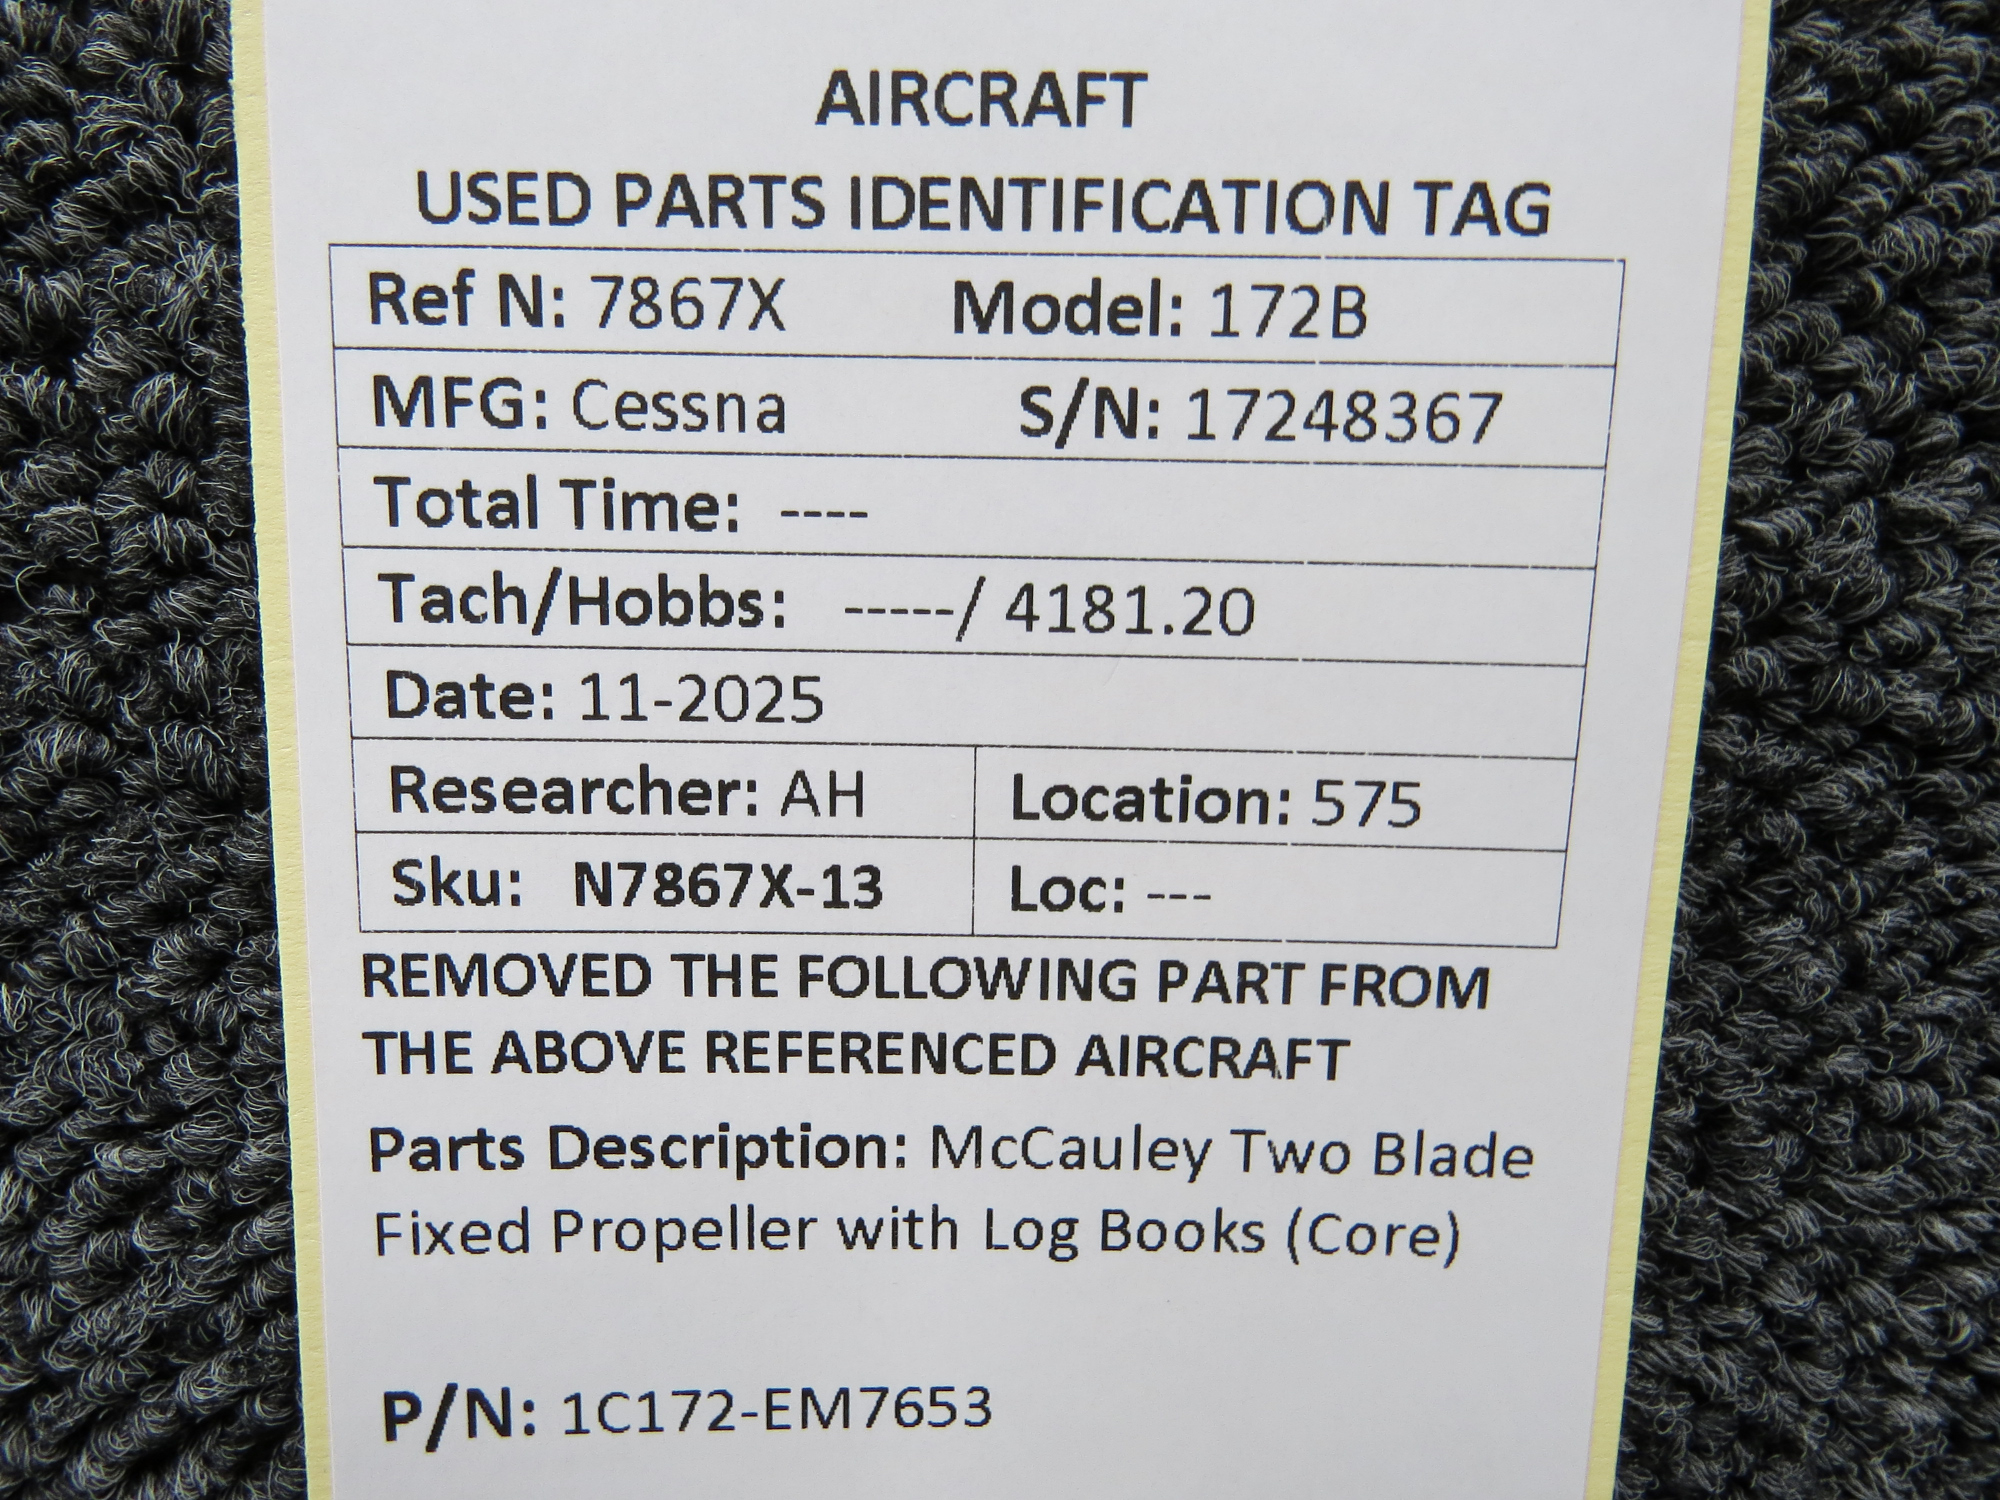 AIRCRAFT
USED PARTS IDENTIFICATION TAG
Ref N: 7867X Model: 172B
MFG: Cessna S/N: 17248367
Total Time: ----
Tach/Hobbs: -----/ 4181.20
Date: 11-2025
Researcher: AH Location: 575
Sku: N7867X-13 Loc: ---
REMOVED THE FOLLOWING PART FROM
THE ABOVE REFERENCED AIRCRAFT
Parts Description: McCauley Two Blade
Fixed Propeller with Log Books (Core)
P/N: 1C172-EM7653